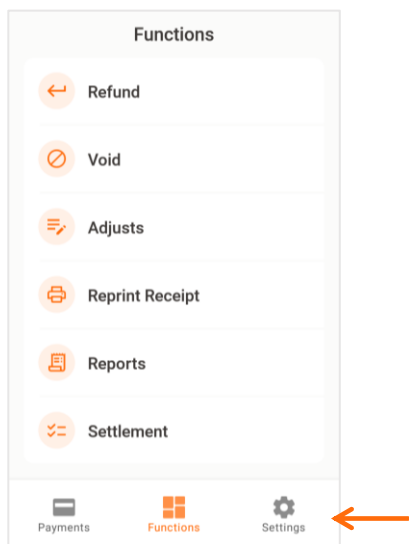 Functions
Refund
Void
Adjusts
Reprint Receipt
Reports
Settlement
Payments
Functions
Settings